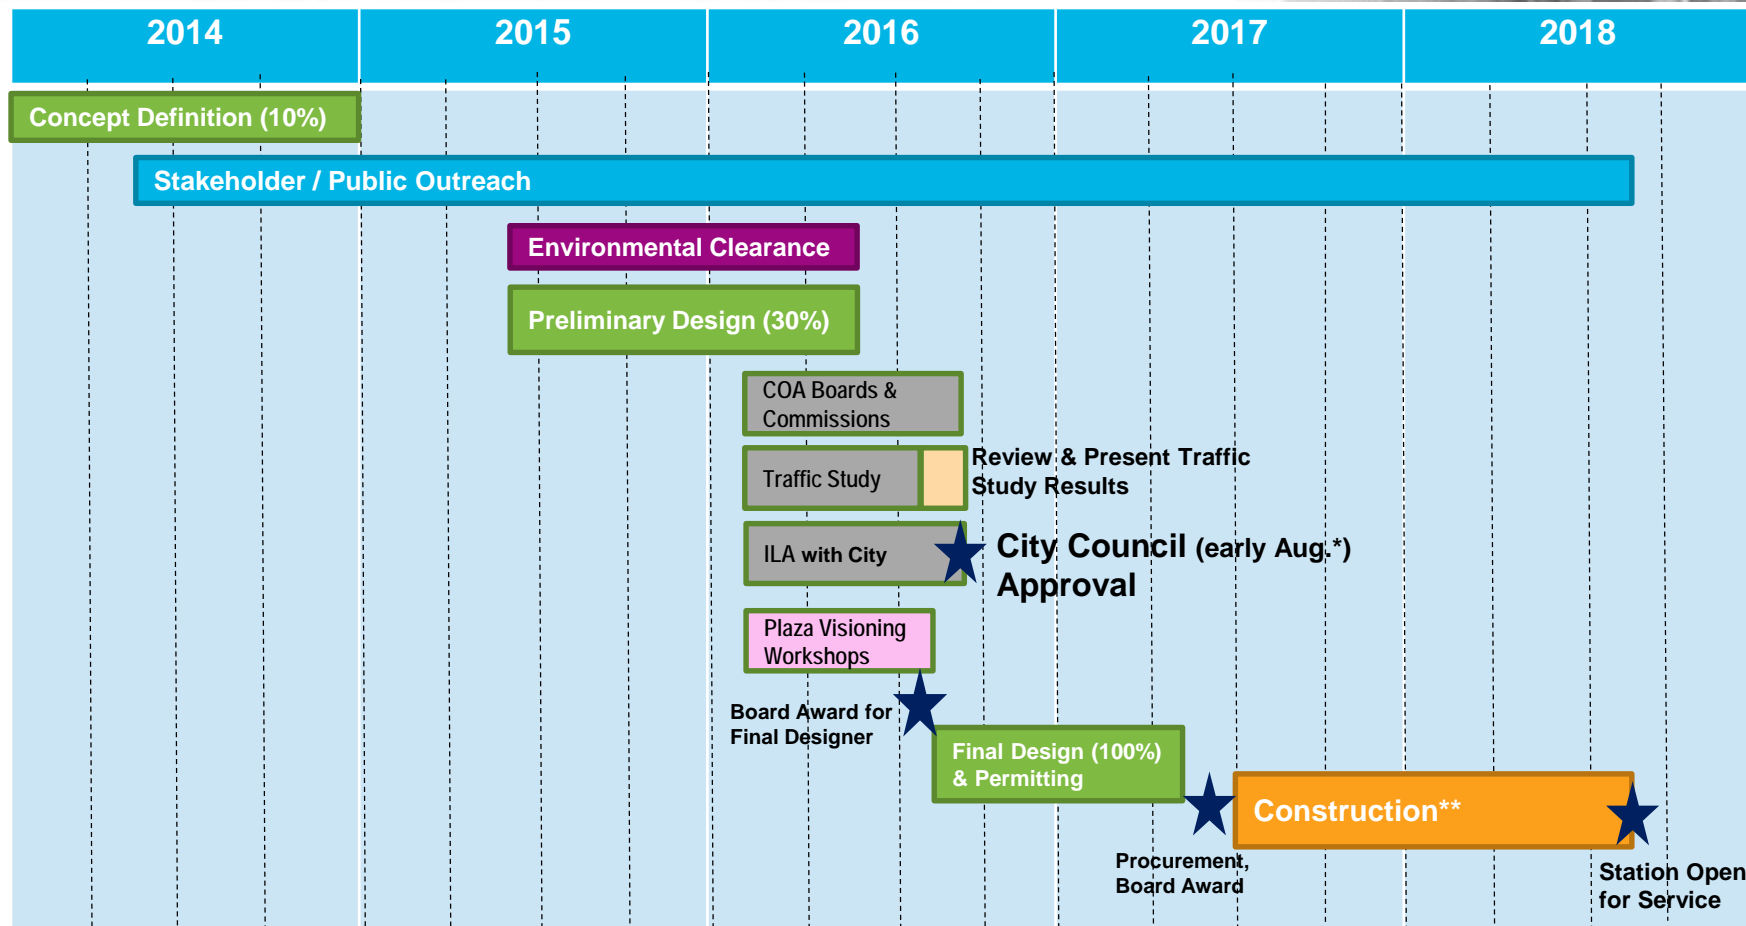 2014 2015 2016 2017 2018
Concept Definition (10%)
Stakeholder / Public Outreach
Environmental Clearance
Preliminary Design (30%)
COA Boards &
Commissions
Traffic Study
Review & Present Traffic
Study Results
ILA with City
City Council (early Aug.*)
Approval
Plaza Visioning
Workshops
Board Award for
Final Designer
Final Design (100%)
& Permitting
Construction**
Procurement,
Board Award
Station Open
for Service